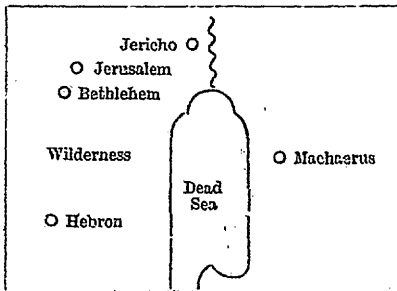 Jericho
Jerusalem
Bethlehem
Wilderness
Machaerus
Dead
Sea
Hebron